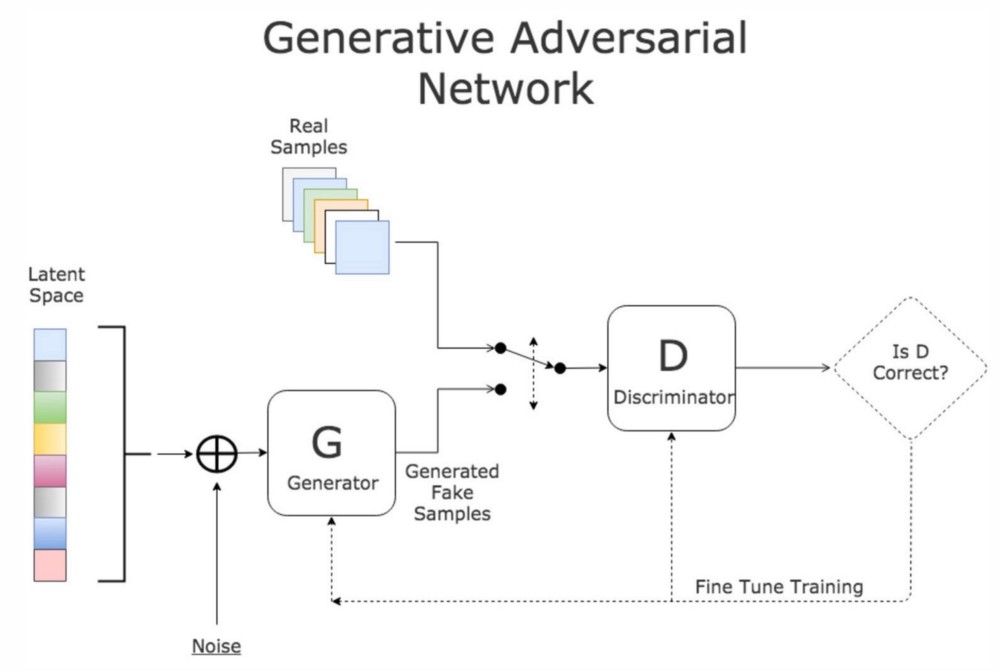 Generative Adversarial
Network
Real
Samples
Latent
Space
G
Generator
Generated
Fake
Samples
D
Discriminator
Is D
Correct?
Fine Tune Training
Noise